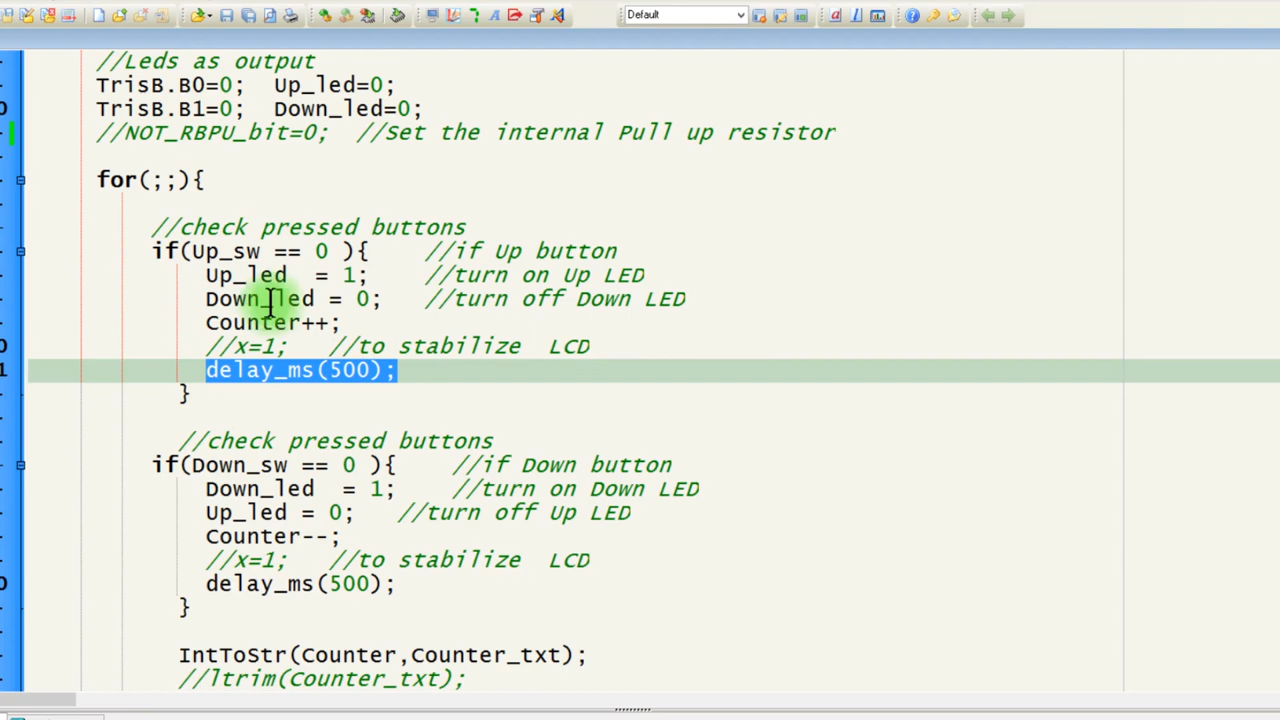 Default
//Leds as output
TrisB.B0=0;  Up_led=0;
TrisB.B1=0;  Down_led=0;
//NOT_RBPU_bit=0;  //Set the internal Pull up resistor
for(;;){
//check pressed buttons
if(Up_sw == 0 ){    //if Up button
Up_led  = 1;    //turn on Up LED
Down_led = 0;   //turn off Down LED
Counter++;
//x=1;   //to stabilize  LCD
delay_ms(500);
}
//check pressed buttons
if(Down_sw == 0 ){    //if Down button
Down_led  = 1;    //turn on Down LED
Up_led = 0;   //turn off Up LED
Counter--;
//x=1;   //to stabilize  LCD
delay_ms(500);
}
IntToStr(Counter,Counter_txt);
//ltrim(Counter_txt);